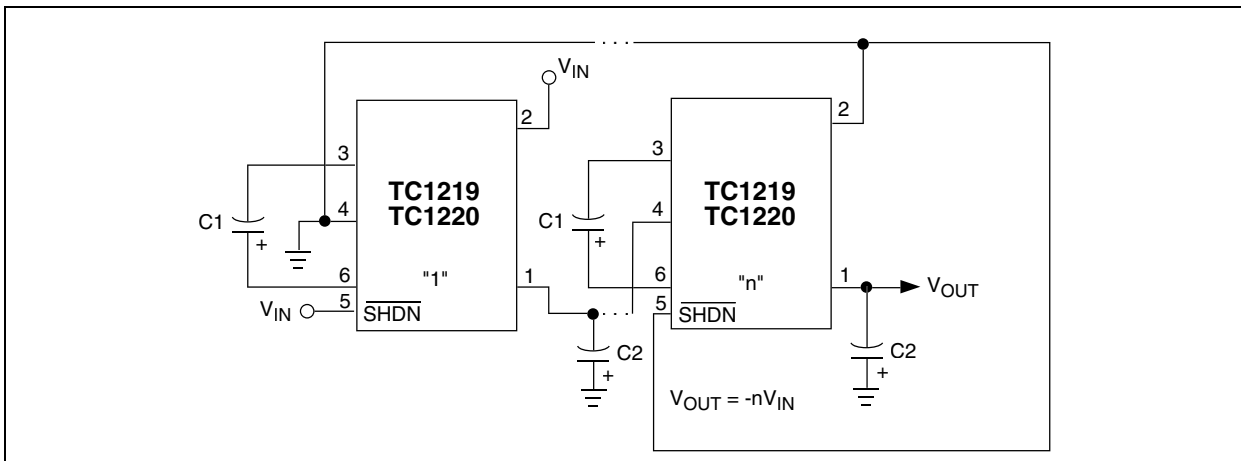 VIN
2
2
3
3
TC1219
TC1220
TC1219
TC1220
4
4
C1
+
C1
+
6
"1"
1
6
"n"
1
VOUT
VIN
5
SHDN
5
SHDN
C2
+
C2
+
VOUT = -nVIN